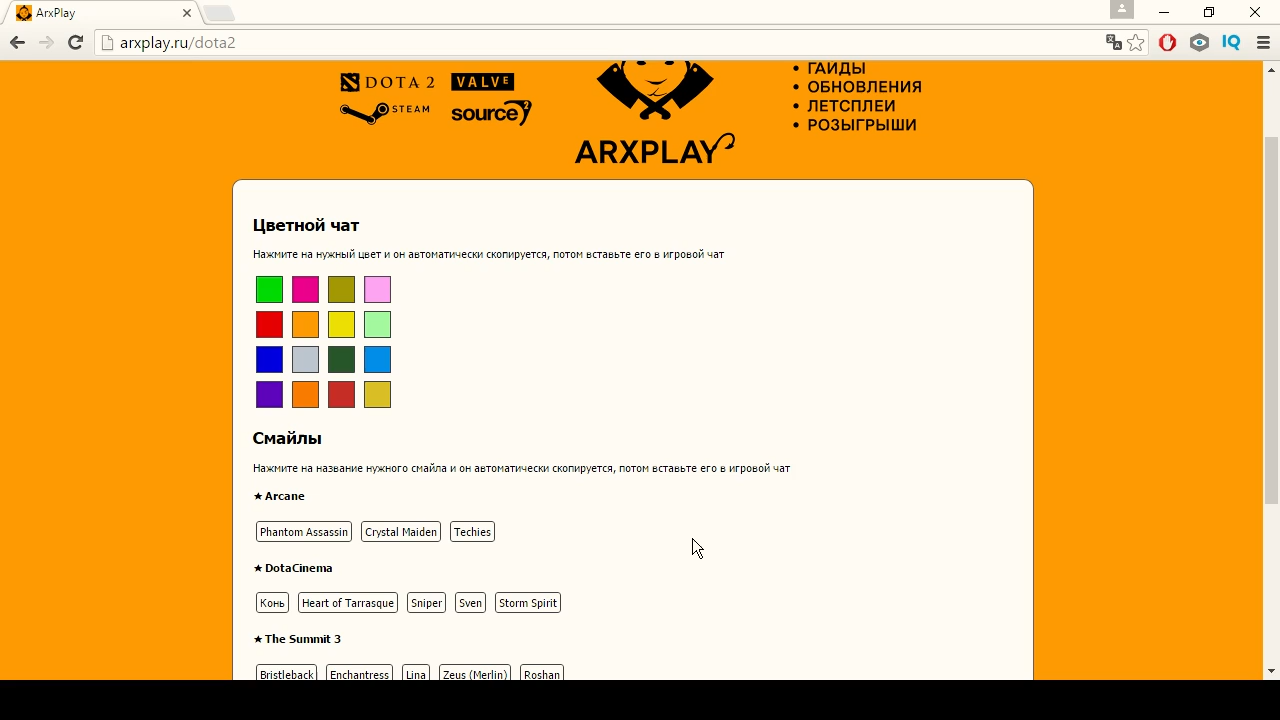 ArxPlay
arxplay.ru/dota2
IQ
DOTA 2 VALVE
STEAM source 2
ARXPLAY
• ГАЙДЫ
• ОБНОВЛЕНИЯ
• ЛЕТСПЛЕИ
• РОЗЫГРЫШИ
Цветной чат
Нажмите на нужный цвет и он автоматически скопируется, потом вставьте его в игровой чат
Смайлы
Нажмите на название нужного смайла и он автоматически скопируется, потом вставьте его в игровой чат
★ Arcane
Phantom Assassin Crystal Maiden Techies
★ DotaCinema
Конь Heart of Tarrasque Sniper Sven Storm Spirit
★ The Summit 3
Bristleback Enchantress Lina Zeus (Merlin) Roshan